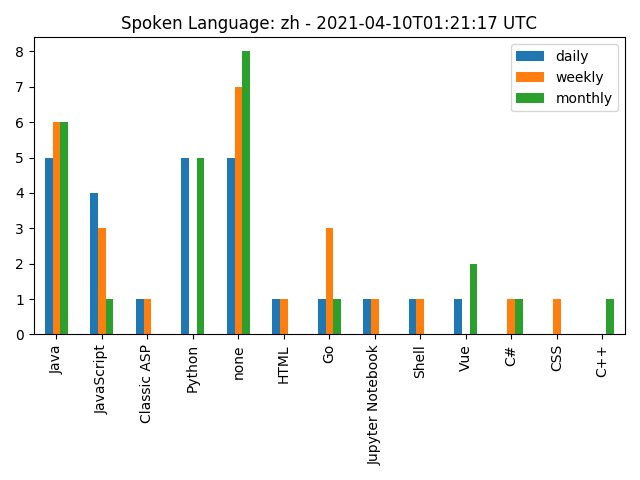 Spoken Language: zh - 2021-04-10T01:21:17 UTC
daily
weekly
monthly
8
7
6
5
4
3
2
1
0
Java
JavaScript
Classic ASP
Python
none
HTML
Go
Jupyter Notebook
Shell
Vue
C#
CSS
C++